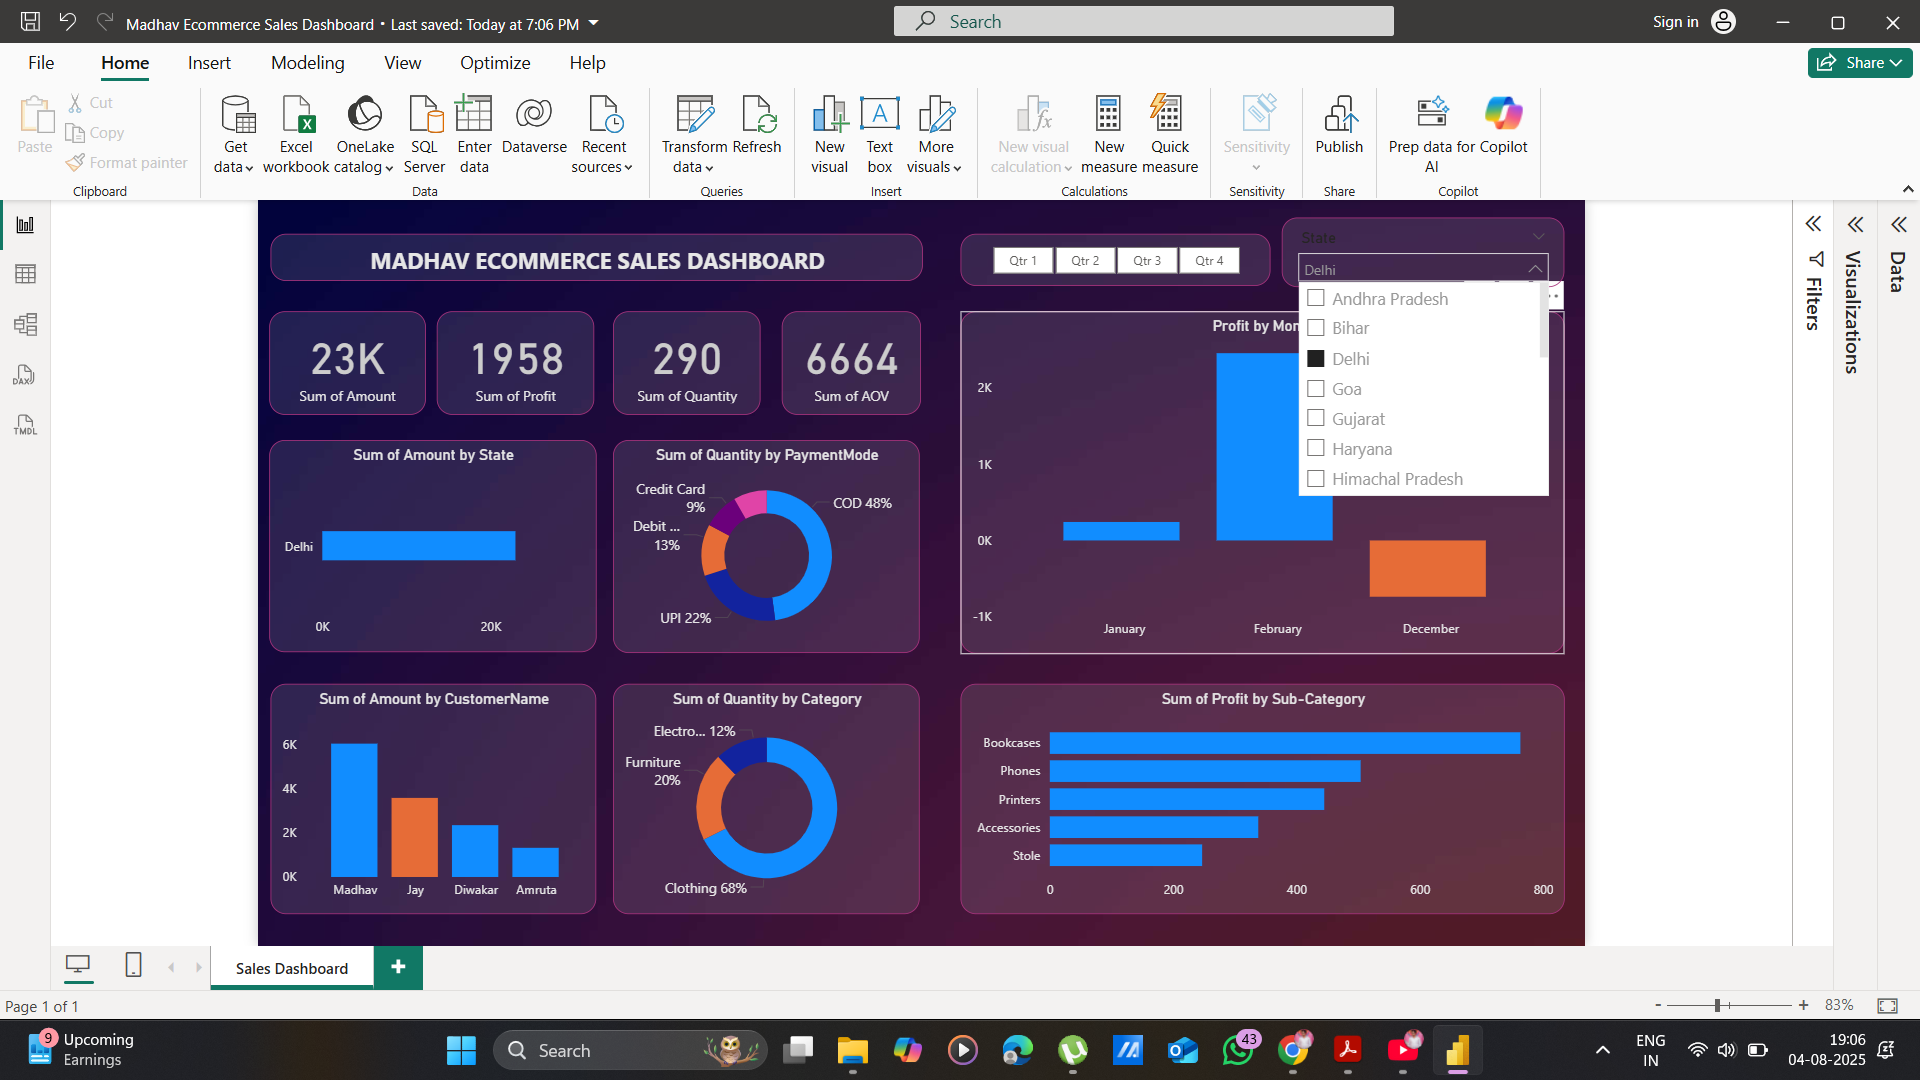 Madhav Ecommerce Sales Dashboard • Last saved: Today at 7:06 PM
Search
Sign in
File
Home
Insert
Modeling
View
Optimize
Help
Share
Paste
Cut
Copy
Format painter
Clipboard
Get data
Excel workbook
OneLake catalog
SQL Server
Enter data
Dataverse
Recent sources
Data
Transform data
Refresh
Queries
New visual
A
Text box
More visuals
Insert
New visual calculation
New measure
Quick measure
Calculations
Sensitivity
Sensitivity
Publish
Share
Prep data for AI
Copilot
Copilot
DAX
TMDL
MADHAV ECOMMERCE SALES DASHBOARD
Qtr 1
Qtr 2
Qtr 3
Qtr 4
State
Delhi
Andhra Pradesh
Bihar
Delhi
Goa
Gujarat
Haryana
Himachal Pradesh
Filters
Visualizations
Data
23K
Sum of Amount
1958
Sum of Profit
290
Sum of Quantity
6664
Sum of AOV
Sum of Amount by State
Delhi
0K
20K
Sum of Quantity by PaymentMode
Credit Card
9%
Debit ...
13%
UPI 22%
COD 48%
Profit by Mon
2K
1K
0K
-1K
January
February
December
Sum of Amount by CustomerName
6K
4K
2K
0K
Madhav
Jay
Diwakar
Amruta
Sum of Quantity by Category
Electro... 12%
Furniture
20%
Clothing 68%
Sum of Profit by Sub-Category
Bookcases
Phones
Printers
Accessories
Stole
0
200
400
600
800
Sales Dashboard
Page 1 of 1
- + 83%
9
Upcoming
Earnings
Search
43
ENG
IN
19:06
04-08-2025